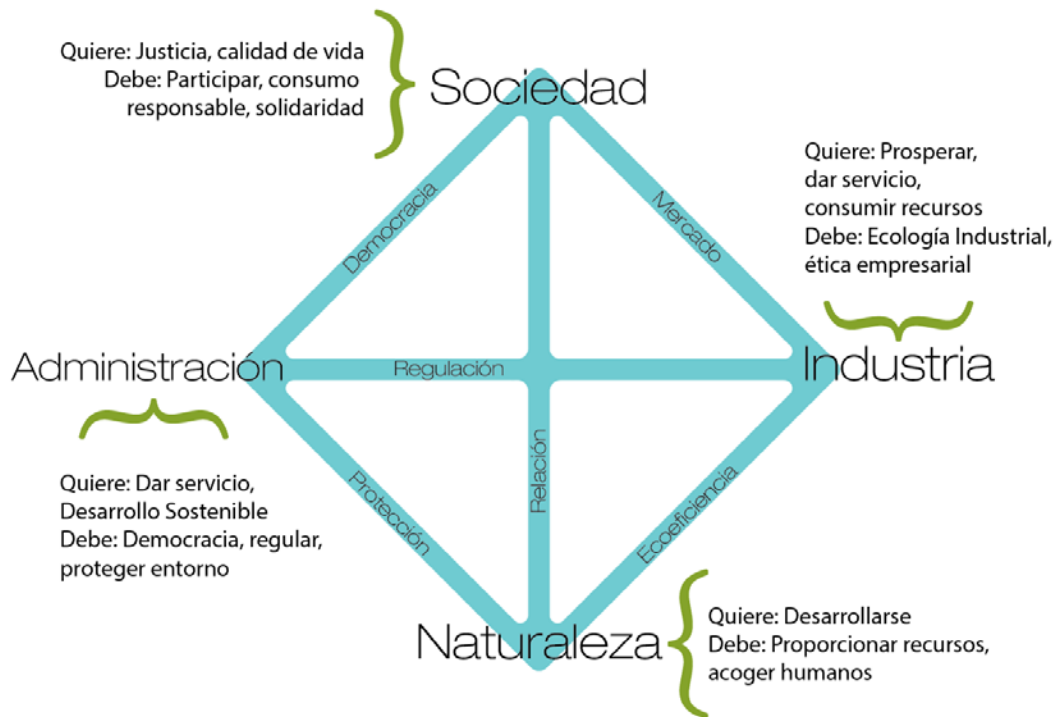 Quiere: Justicia, calidad de vida
Debe: Participar, consumo
responsable, solidaridad
Sociedad
Quiere: Prosperar,
dar servicio,
consumir recursos
Debe: Ecología Industrial,
ética empresarial
Democracia
Mercado
Administración
Regulación
Industria
Quiere: Dar servicio,
Desarrollo Sostenible
Debe: Democracia, regular,
proteger entorno
Protección
Relación
Ecoeficiencia
Naturaleza
Quiere: Desarrollarse
Debe: Proporcionar recursos,
acoger humanos